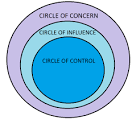 CIRCLE OF CONCERN
CIRCLE OF INFLUENCE
CIRCLE OF CONTROL